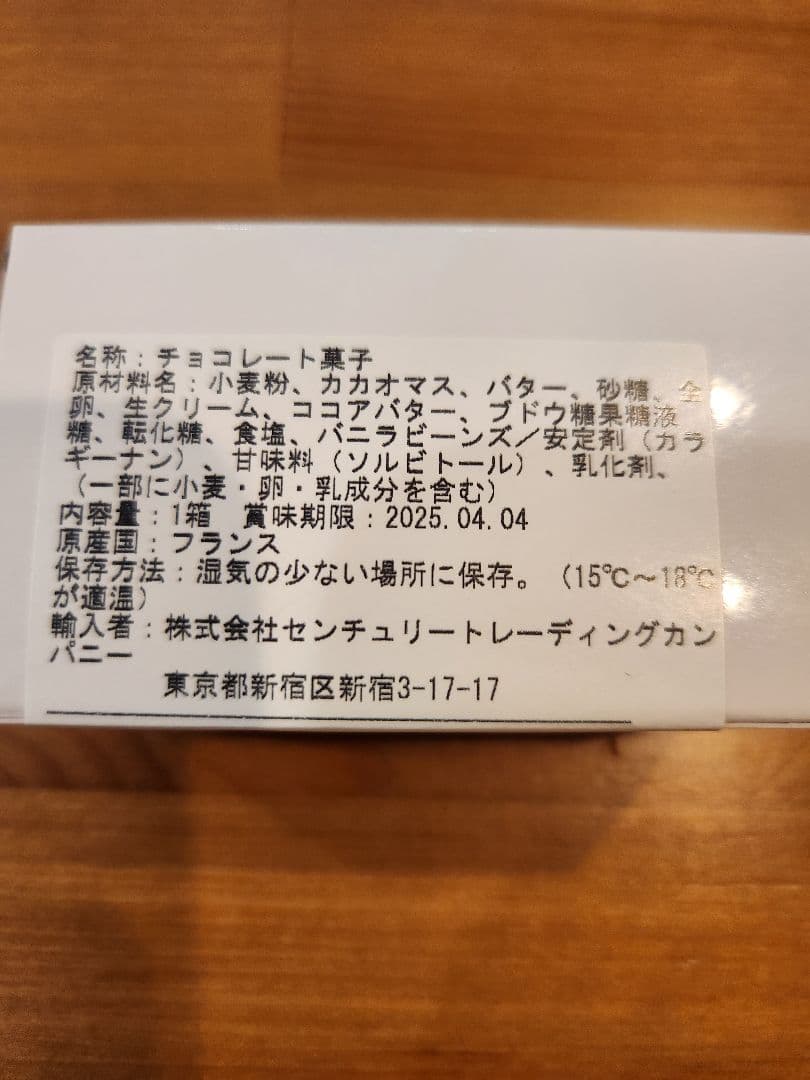 名称：チョコレート菓子
原材料名：小麦粉、カカオマス、バター、砂糖、全
卵、生クリーム、ココアバター、ブドウ糖果糖液
糖、転化糖、食塩、バニラビーンズ／安定剤（カラ
ギーナン）、甘味料（ソルビトール）、乳化剤、
（一部に小麦・卵・乳成分を含む）
内容量：1箱　賞味期限：2025.04.04
原産国：フランス
保存方法：湿気の少ない場所に保存。（15℃～18℃
が適温）
輸入者：株式会社センチュリートレーディングカン
パニー
東京都新宿区新宿3-17-17